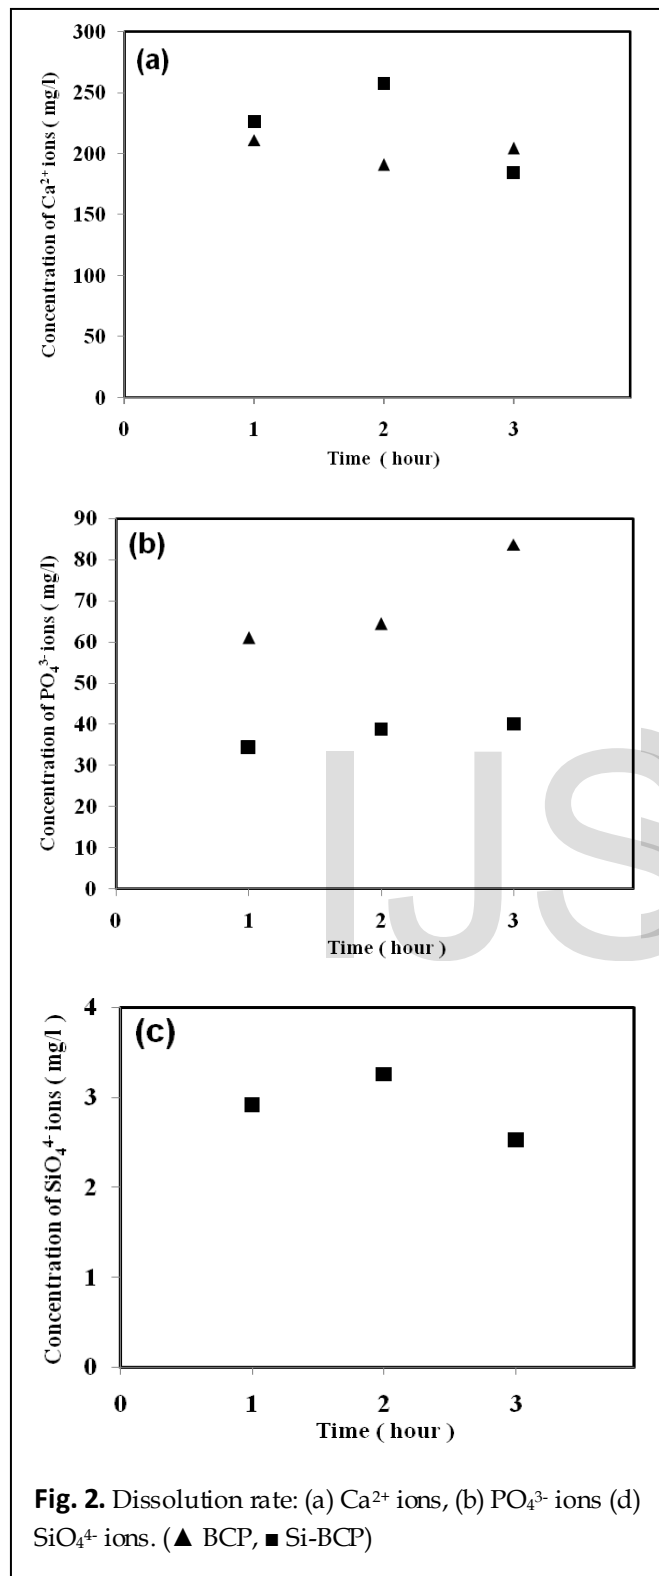 (a)
Concentration of Ca²⁺ ions ( mg/l)
300
250
200
150
100
50
0
0 1 2 3
Time ( hour)
(b)
Concentration of PO₄³⁻ ions ( mg/l)
90
80
70
60
50
40
30
20
10
0
0 1 2 3
Time ( hour )
IJS
(c)
Concentration of SiO₄⁴⁻ ions ( mg/l )
4
3
2
1
0
0 1 2 3
Time ( hour )
Fig. 2. Dissolution rate: (a) Ca²⁺ ions, (b) PO₄³⁻ ions (d)
SiO₄⁴⁻ ions. (▲ BCP, ■ Si-BCP)